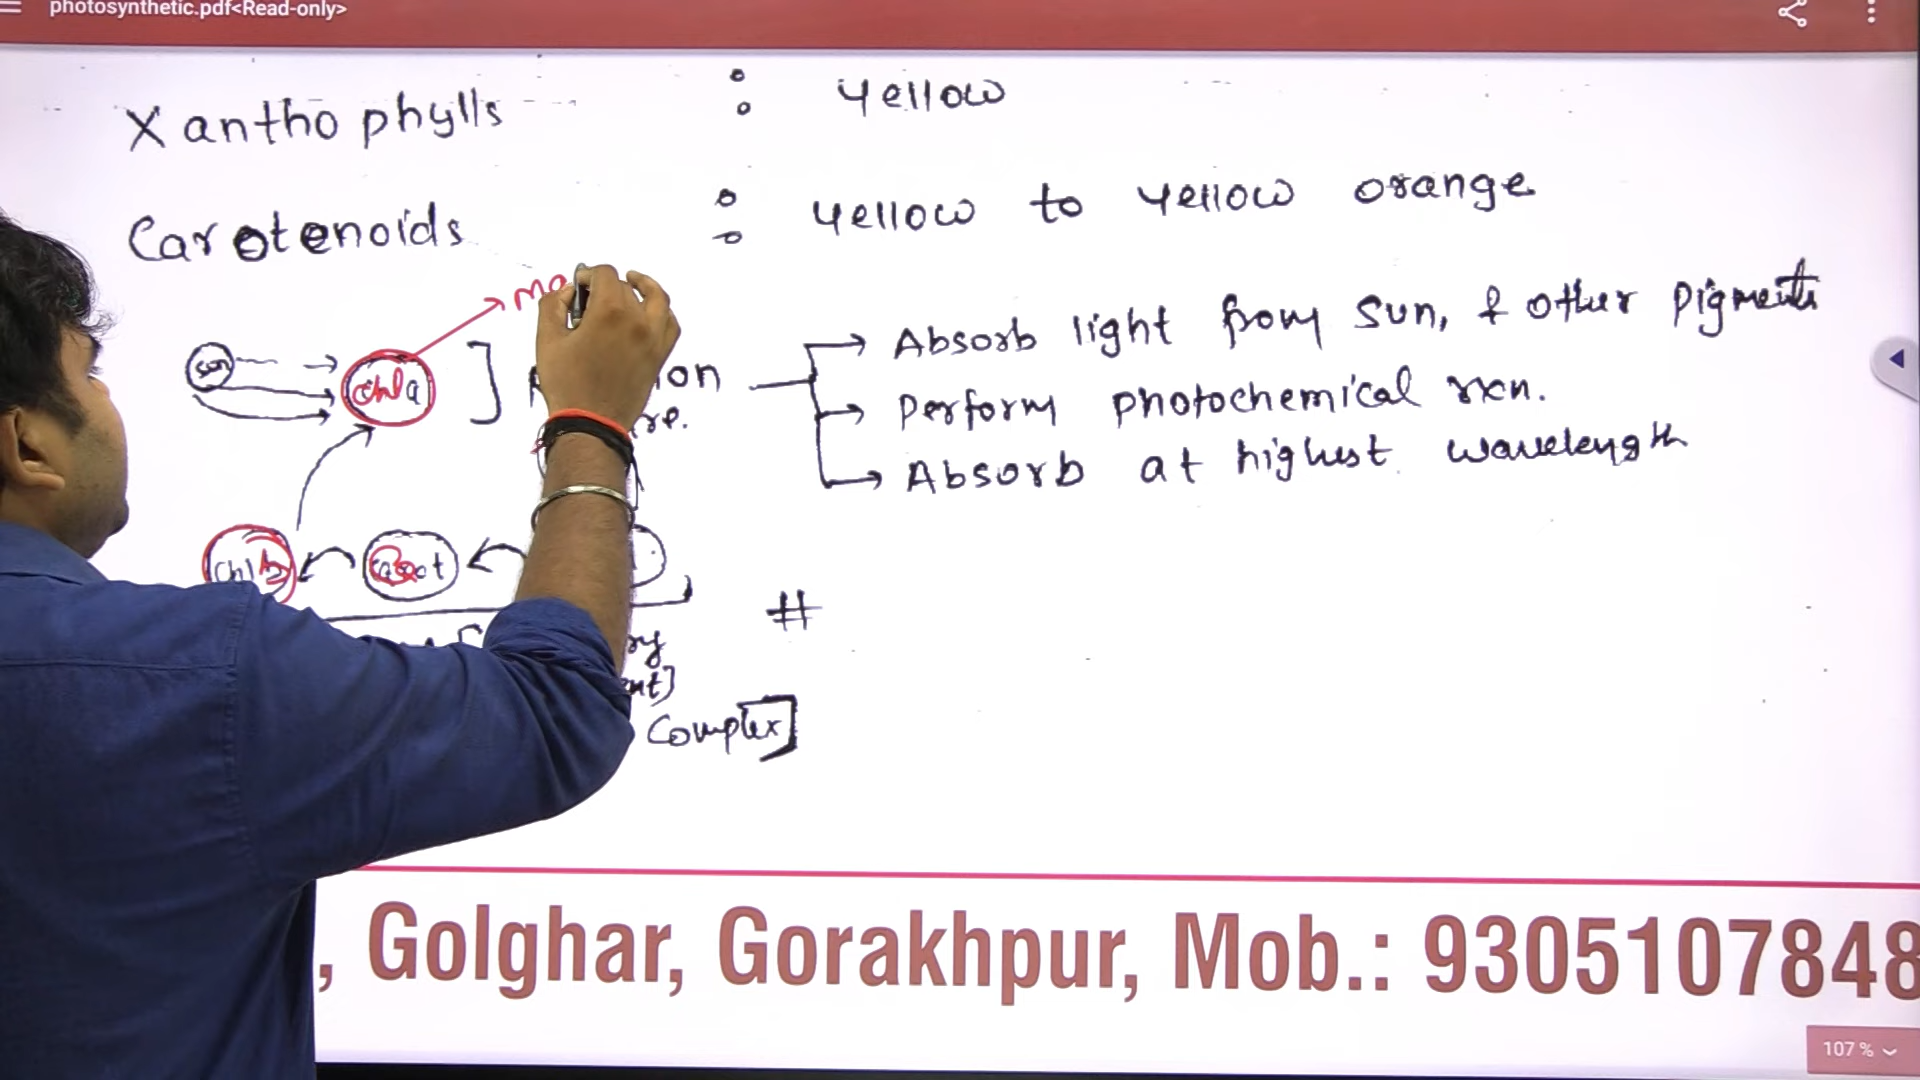 photosynthetic.pdf<Read-only>
Xanthophylls : yellow
Carotenoids : yellow to yellow orange
Absorb light from sun, & other pigments
sun chl a
Perform photochemical rxn.
Absorb at highest wavelength
Chl b
#
Complex]
, Golghar, Gorakhpur, Mob.: 9305107848
107 %